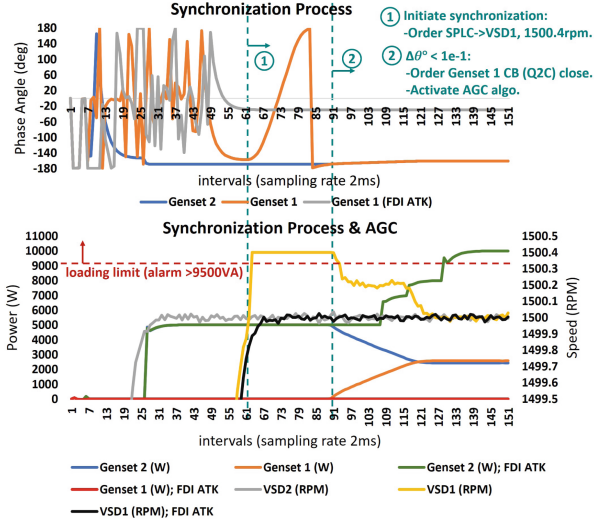 Synchronization Process
1 Initiate synchronization:
-Order SPLC->VSD1, 1500.4rpm.
2 Δθ° < 1e-1:
-Order Genset 1 CB (Q2C) close.
-Activate AGC algo.
Phase Angle (deg)
180
140
100
60
20
-20
-60
-100
-140
-180
1
2
1 7 13 19 25 31 37 43 49 55 61 67 73 79 85 91 97 103 109 115 121 127 133 139 145 151
intervals (sampling rate 2ms)
Genset 2 Genset 1 Genset 1 (FDI ATK)
Synchronization Process & AGC
Power (W)
11000
10000
9000
8000
7000
6000
5000
4000
3000
2000
1000
0
loading limit (alarm >9500VA)
1500.5
1500.4
1500.3
1500.2
1500.1
1500
1499.9
1499.8
1499.7
1499.6
1499.5
Speed (RPM)
1 7 13 19 25 31 37 43 49 55 61 67 73 79 85 91 97 103 109 115 121 127 133 139 145 151
intervals (sampling rate 2ms)
Genset 2 (W) Genset 1 (W) Genset 2 (W); FDI ATK
Genset 1 (W); FDI ATK VSD2 (RPM) VSD1 (RPM)
VSD1 (RPM); FDI ATK